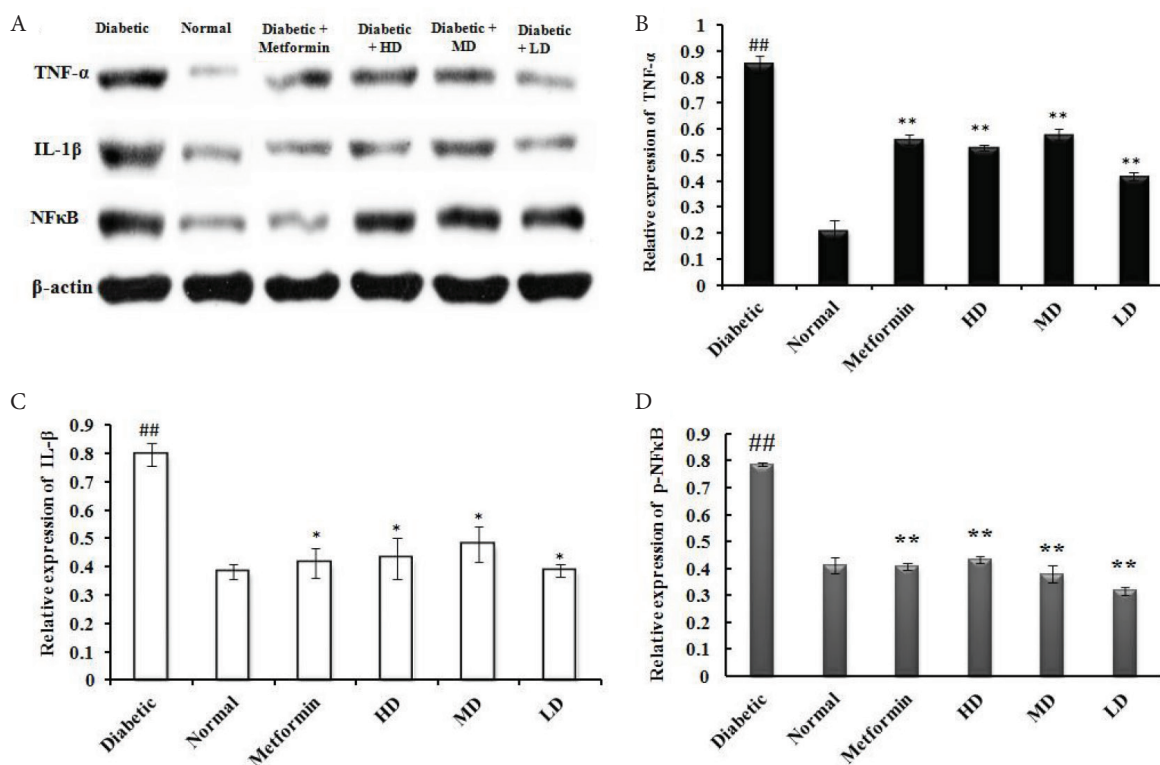 A
Diabetic Normal Diabetic + Diabetic Diabetic + Diabetic
Metformin + HD MD + LD
TNF-α
IL-1β
NFκB
β-actin
B
Relative expression of TNF-α
1
0.9
0.8
0.7
0.6
0.5
0.4
0.3
0.2
0.1
0
##
**
**
**
**
Diabetic
Normal
Metformin
HD
MD
LD
C
Relative expression of IL-β
0.9
0.8
0.7
0.6
0.5
0.4
0.3
0.2
0.1
0
##
*
*
*
*
Diabetic
Normal
Metformin
HD
MD
LD
D
Relative expression of p-NFκB
0.9
0.8
0.7
0.6
0.5
0.4
0.3
0.2
0.1
0
##
**
**
**
**
Diabetic
Normal
Metformin
HD
MD
LD